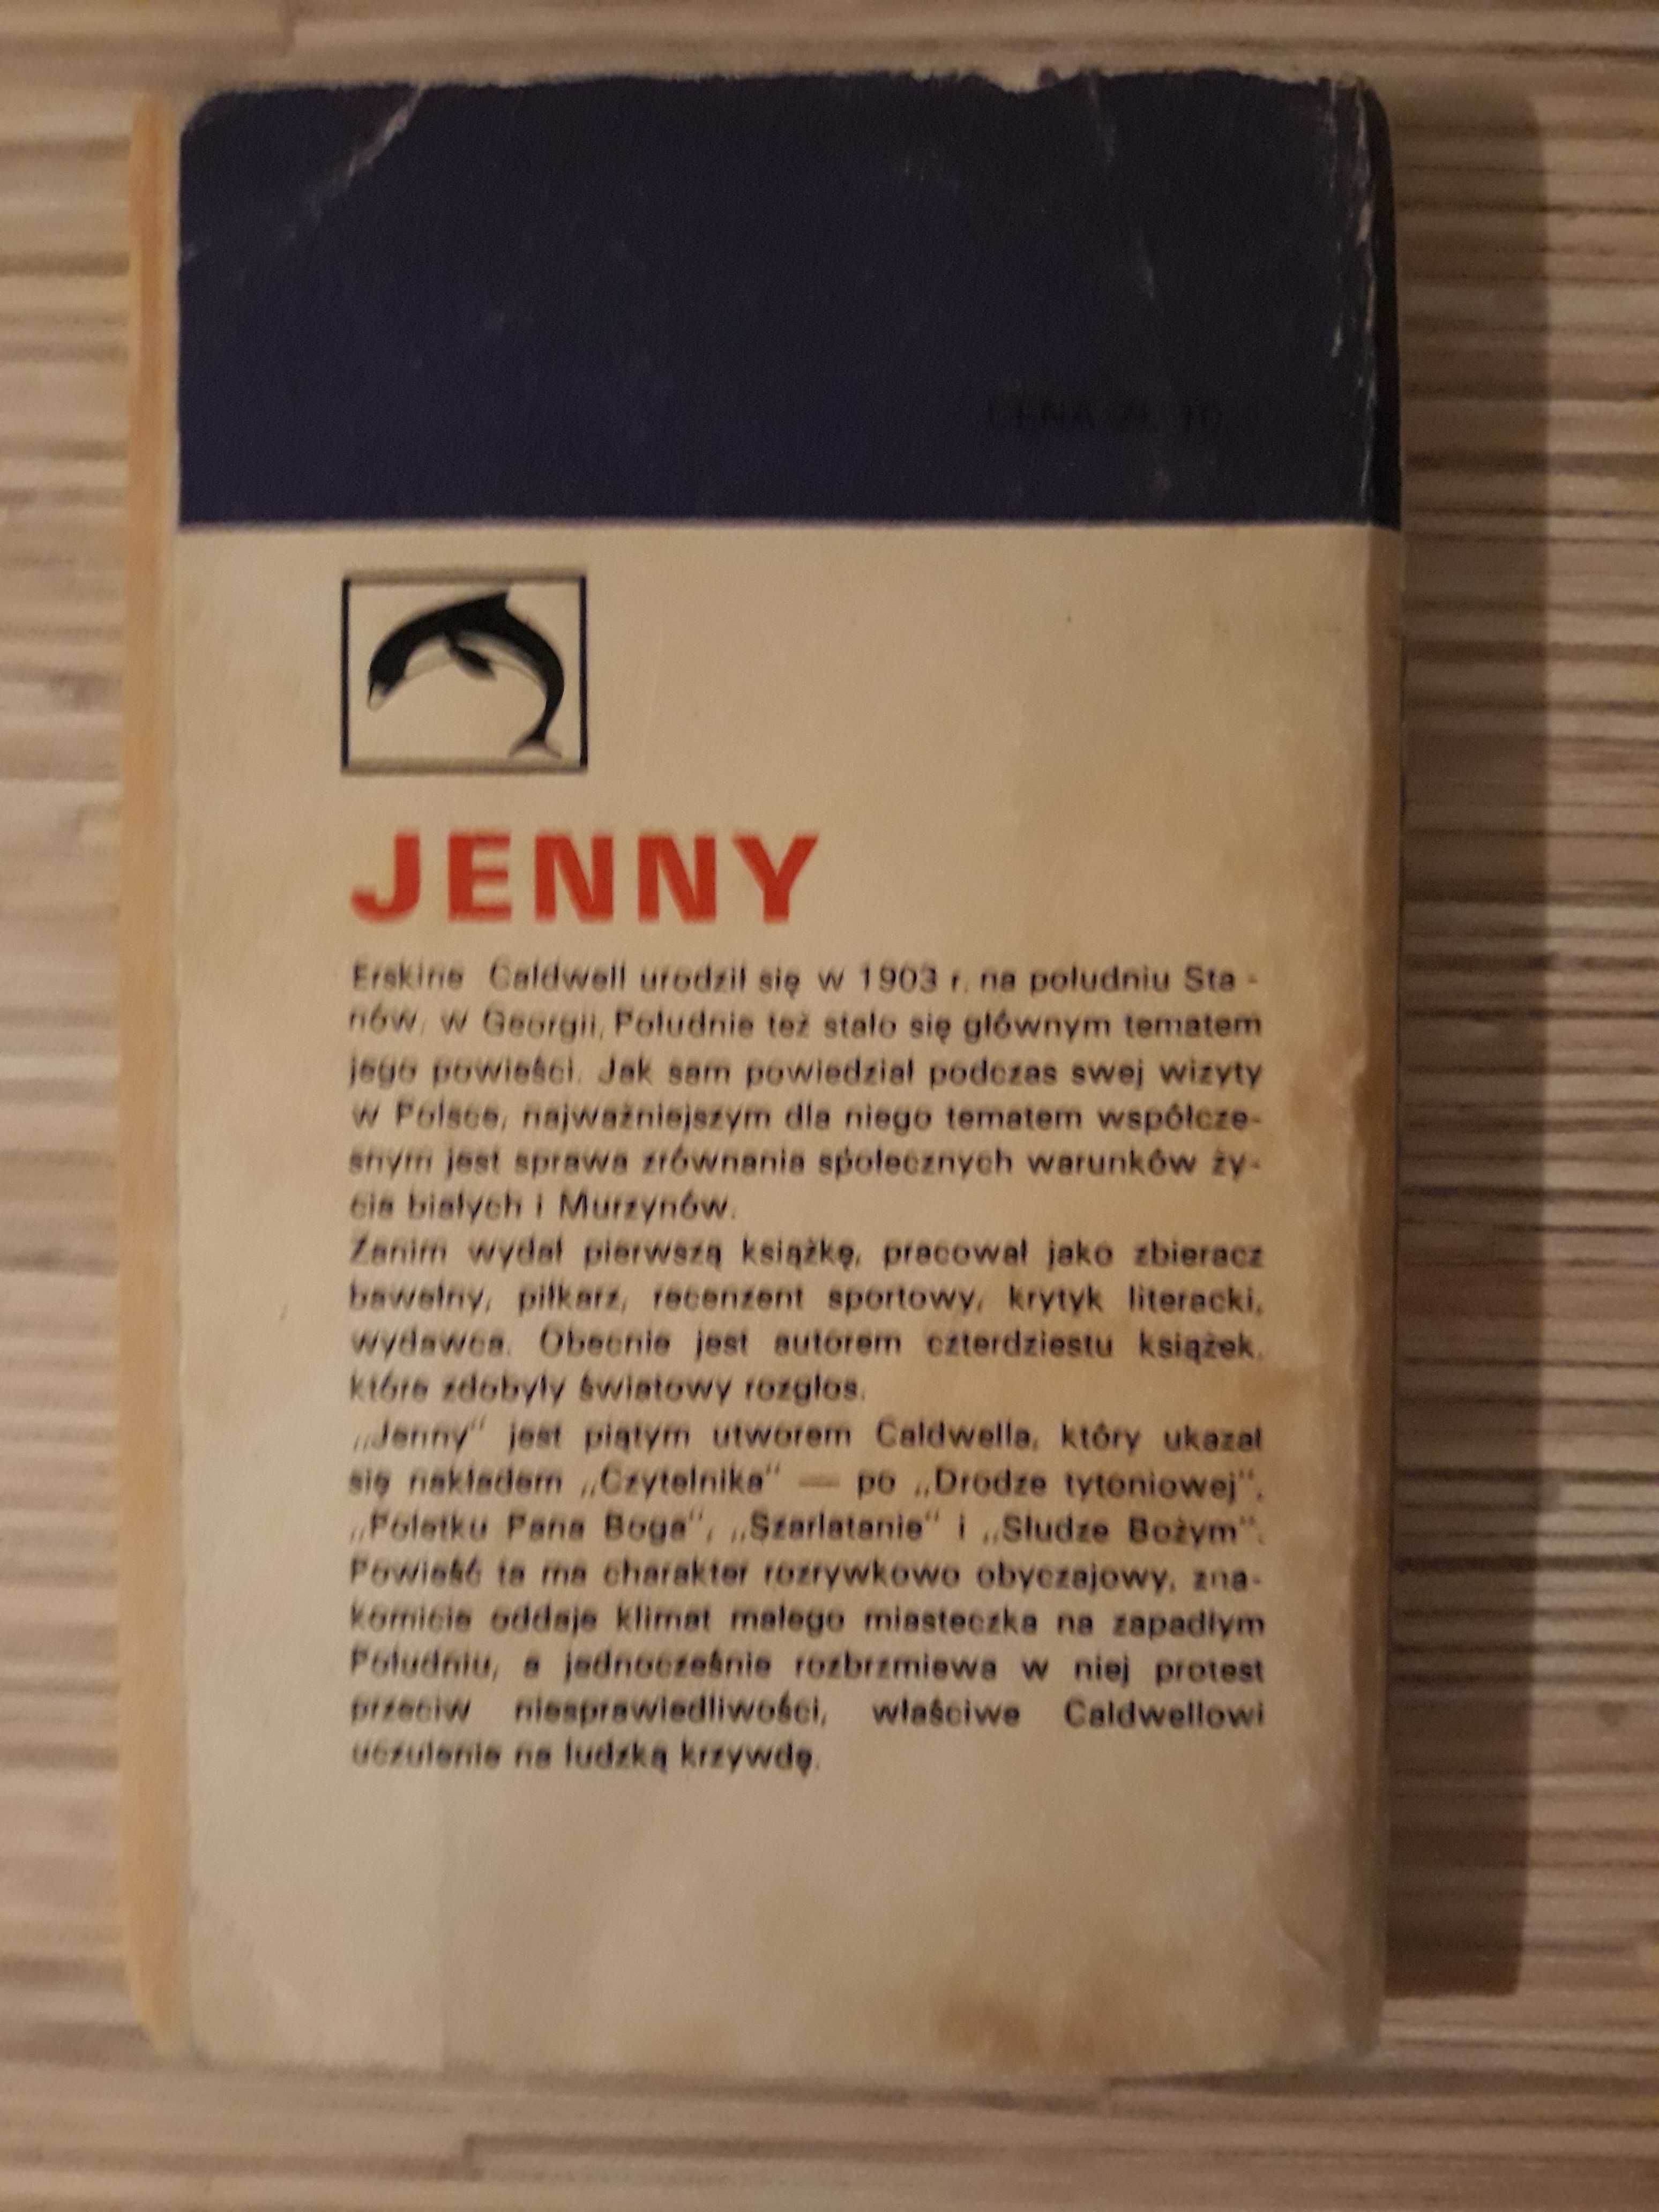 CENA ZŁ 10
JENNY
Erskine Caldwell urodził się w 1903 r. na południu Sta -
nów, w Georgii, Południe też stało się głównym tematem
jego powieści. Jak sam powiedział podczas swej wizyty
w Polsce, najważniejszym dla niego tematem współcze-
snym jest sprawa zrównania społecznych warunków ży-
cia białych i Murzynów.
Zanim wydał pierwszą książkę, pracował jako zbieracz
bawełny, piłkarz, recenzent sportowy, krytyk literacki,
wydawca. Obecnie jest autorem czterdziestu książek,
które zdobyły światowy rozgłos.
„Jenny" jest piątym utworem Caldwella, który ukazał
się nakładem „Czytelnika" — po „Drodze tytoniowej",
„Poletku Pana Boga", „Szarlatanie" i „Słudze Bożym".
Powieść ta ma charakter rozrywkowo obyczajowy, zna-
komicie oddaje klimat małego miasteczka na zapadłym
Południu, a jednocześnie rozbrzmiewa w niej protest
przeciw niesprawiedliwości, właściwe Caldwellowi
uczulenie na ludzką krzywdę.